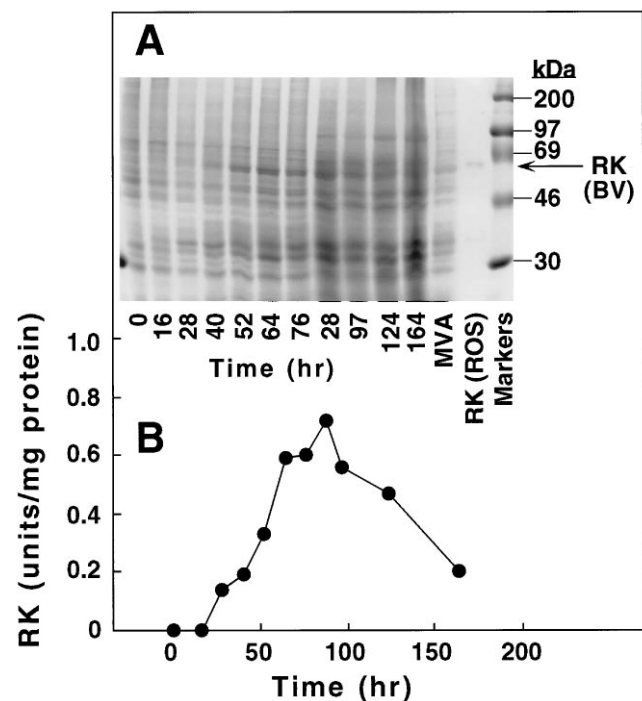 A
kDa
200
97
69
RK
(BV)
46
30
0 16 28 40 52 64 76 28 97 124 164 MVA RK (ROS) Markers
Time (hr)
B
RK (units/mg protein)
1.0
0.8
0.6
0.4
0.2
0
0 50 100 150 200
Time (hr)